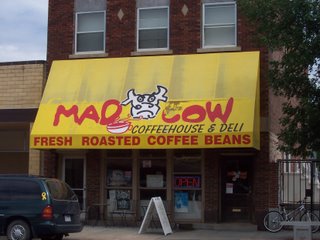 MAD COW
COFFEEHOUSE & DELI
FRESH ROASTED COFFEE BEANS
OPEN